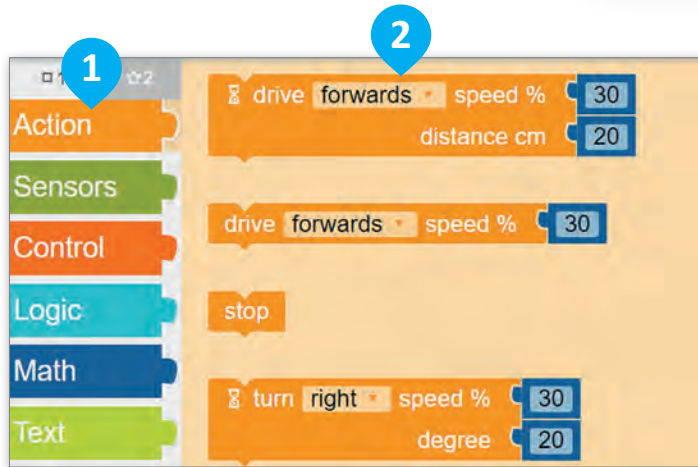 1
2
☆2
Action
Sensors
Control
Logic
Math
Text
drive forwards speed % 30
distance cm 20
drive forwards speed % 30
stop
turn right speed % 30
degree 20